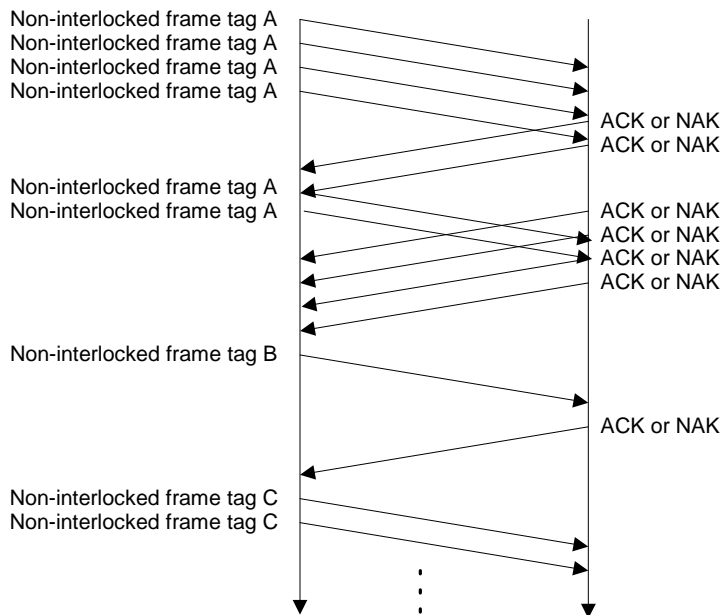 Non-interlocked frame tag A
Non-interlocked frame tag A
Non-interlocked frame tag A
Non-interlocked frame tag A
ACK or NAK
ACK or NAK
Non-interlocked frame tag A
Non-interlocked frame tag A
ACK or NAK
ACK or NAK
ACK or NAK
ACK or NAK
Non-interlocked frame tag B
ACK or NAK
Non-interlocked frame tag C
Non-interlocked frame tag C